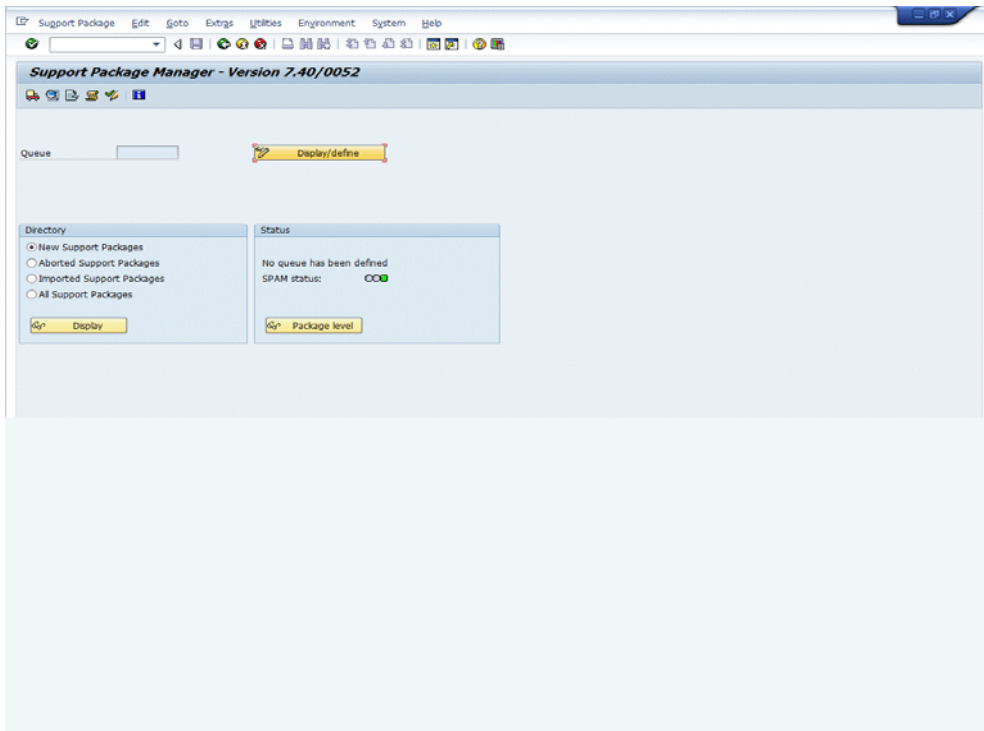 Support Package Edit Goto Extras Utilities Environment System Help
Support Package Manager - Version 7.40/0052
Queue Display/define
Directory Status
New Support Packages
Aborted Support Packages No queue has been defined
Imported Support Packages SPAM status:
All Support Packages
Display Package level